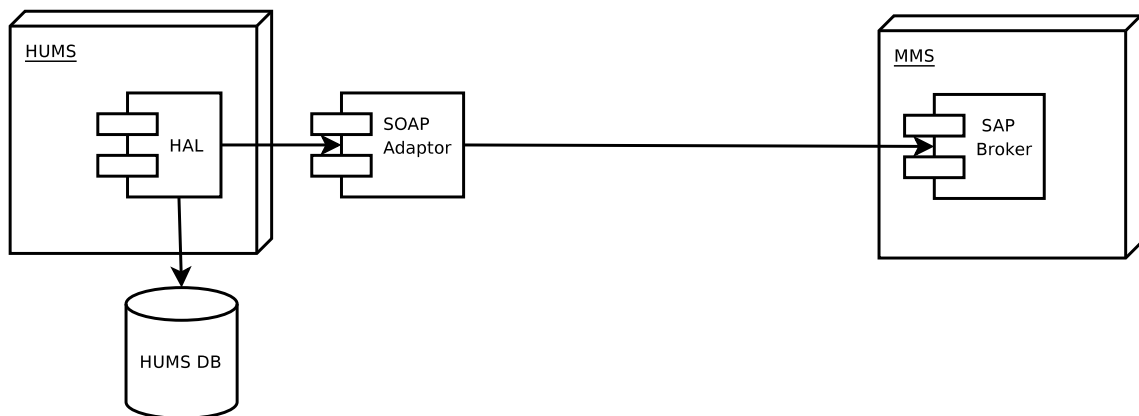 HUMS
MMS
HAL
SOAP
Adaptor
SAP
Broker
HUMS DB